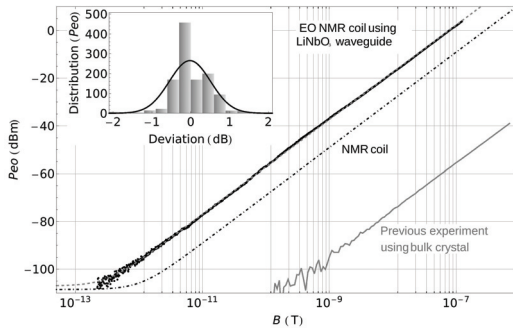 EO NMR coil using
LiNbO₃ waveguide
NMR coil
Previous experiment
using bulk crystal
Distribution (Peo)
500
400
300
200
100
0
−2
−1
0
1
2
Deviation (dB)
Peo (dBm)
0
−20
−40
−60
−80
−100
10⁻¹³
10⁻¹¹
10⁻⁹
10⁻⁷
B (T)